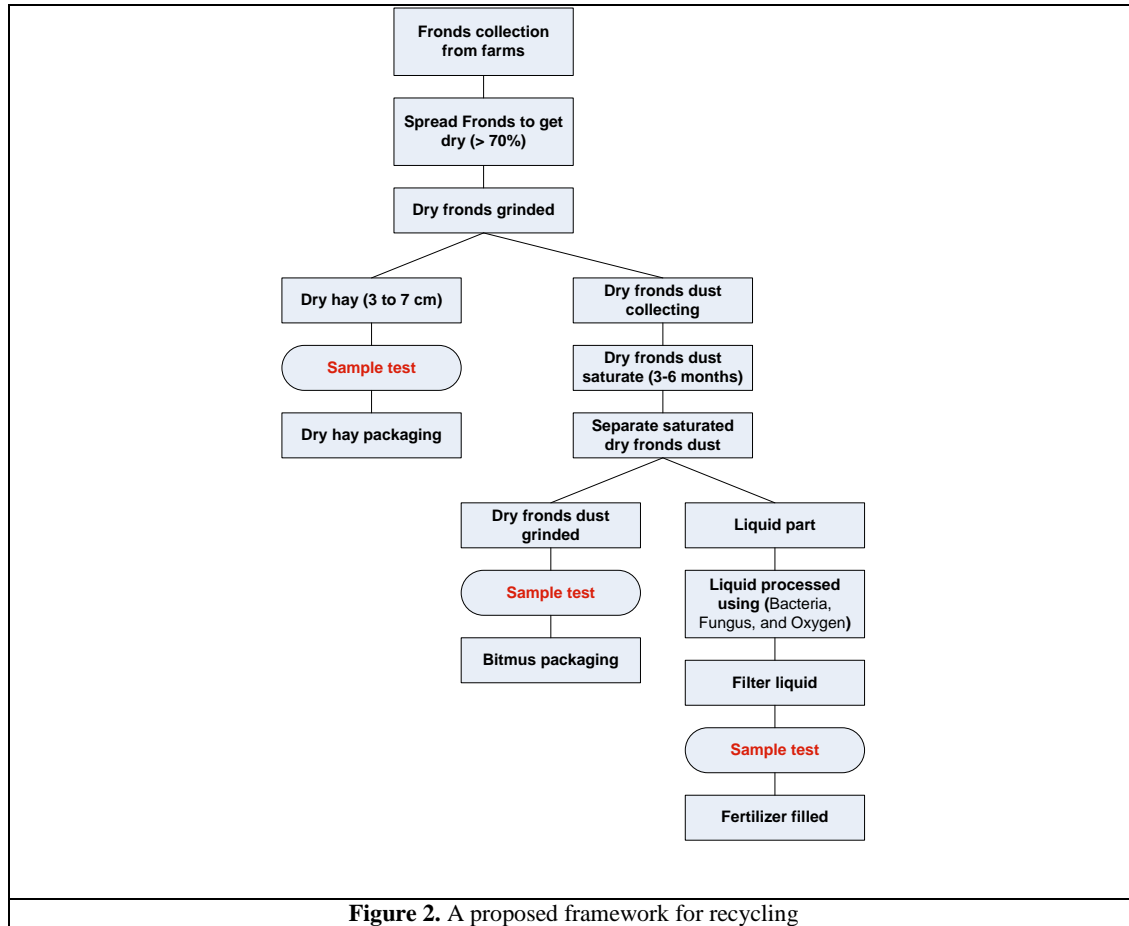 Fronds collection
from farms
Spread Fronds to get
dry (> 70%)
Dry fronds grinded
Dry hay (3 to 7 cm)
Sample test
Dry hay packaging
Dry fronds dust
collecting
Dry fronds dust
saturate (3-6 months)
Separate saturated
dry fronds dust
Dry fronds dust
grinded
Sample test
Bitmus packaging
Liquid part
Liquid processed
using (Bacteria,
Fungus, and Oxygen)
Filter liquid
Sample test
Fertilizer filled
Figure 2. A proposed framework for recycling